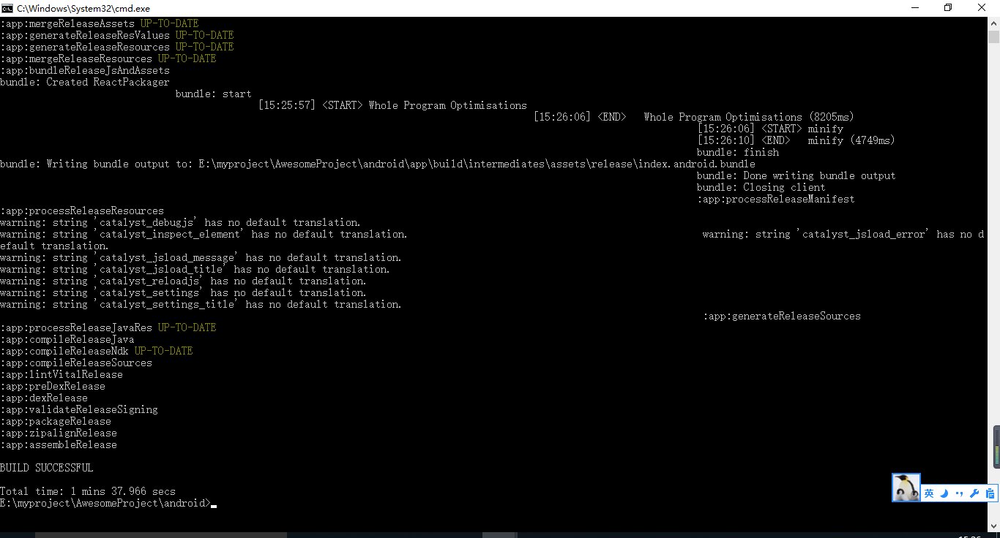 C:\Windows\System32\cmd.exe
:app:mergeReleaseAssets UP-TO-DATE
:app:generateReleaseResValues UP-TO-DATE
:app:generateReleaseResources UP-TO-DATE
:app:mergeReleaseResources UP-TO-DATE
:app:bundleReleaseJsAndAssets
bundle: Created ReactPackager
bundle: start
[15:25:57] <START> Whole Program Optimisations
[15:26:06] <END>   Whole Program Optimisations (8205ms)
[15:26:06] <START> minify
[15:26:10] <END>   minify (4749ms)
bundle: finish
bundle: Writing bundle output to: E:\myproject\AwesomeProject\android\app\build\intermediates\assets\release\index.android.bundle
bundle: Done writing bundle output
bundle: Closing client
:app:processReleaseManifest
:app:processReleaseResources
warning: string 'catalyst_debugjs' has no default translation.
warning: string 'catalyst_inspect_element' has no default translation. warning: string 'catalyst_jsload_error' has no d
efault translation.
warning: string 'catalyst_jsload_message' has no default translation.
warning: string 'catalyst_jsload_title' has no default translation.
warning: string 'catalyst_reloadjs' has no default translation.
warning: string 'catalyst_settings' has no default translation.
warning: string 'catalyst_settings_title' has no default translation.
:app:generateReleaseSources
:app:processReleaseJavaRes UP-TO-DATE
:app:compileReleaseJava
:app:compileReleaseNdk UP-TO-DATE
:app:compileReleaseSources
:app:lintVitalRelease
:app:preDexRelease
:app:dexRelease
:app:validateReleaseSigning
:app:packageRelease
:app:zipalignRelease
:app:assembleRelease
BUILD SUCCESSFUL
Total time: 1 mins 37.966 secs
E:\myproject\AwesomeProject\android>
英